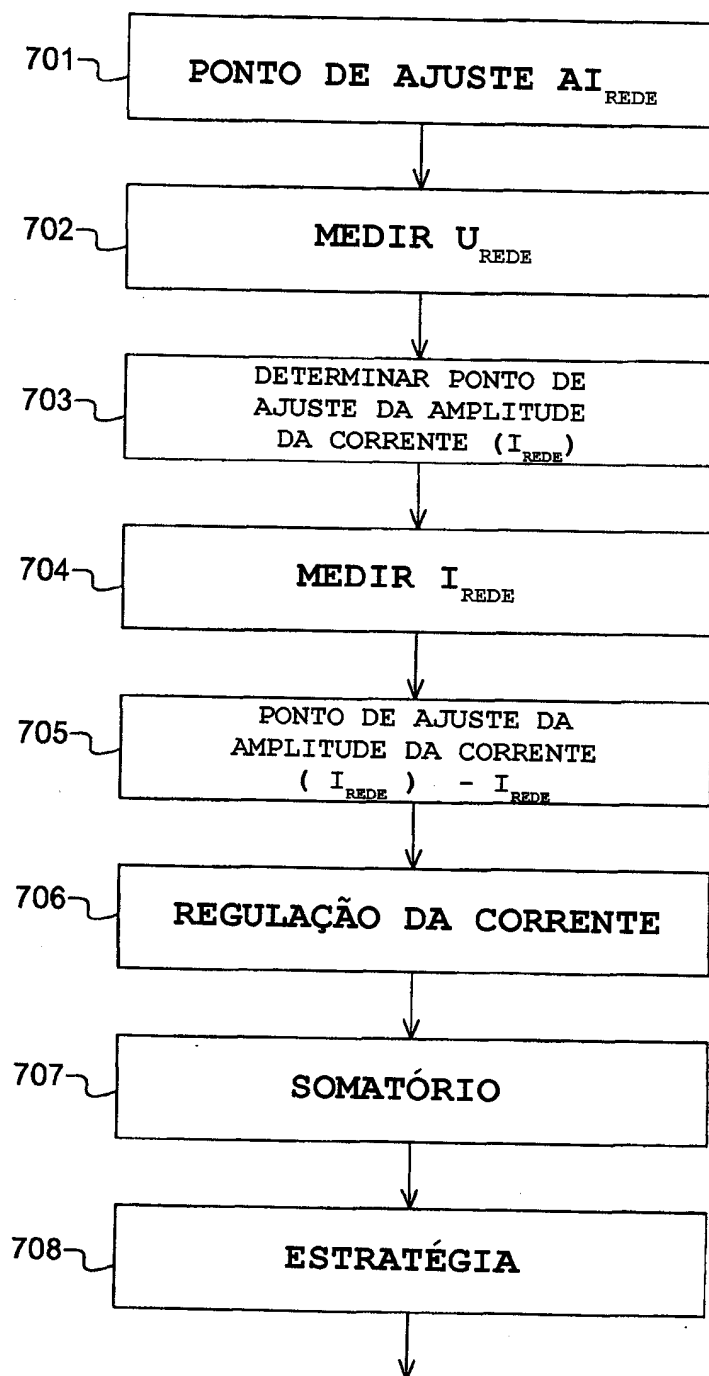 701 PONTO DE AJUSTE AI_REDE
702 MEDIR U_REDE
703 DETERMINAR PONTO DE
AJUSTE DA AMPLITUDE
DA CORRENTE (I_REDE)
704 MEDIR I_REDE
705 PONTO DE AJUSTE DA
AMPLITUDE DA CORRENTE
( I_REDE ) - I_REDE
706 REGULAÇÃO DA CORRENTE
707 SOMATÓRIO
708 ESTRATÉGIA